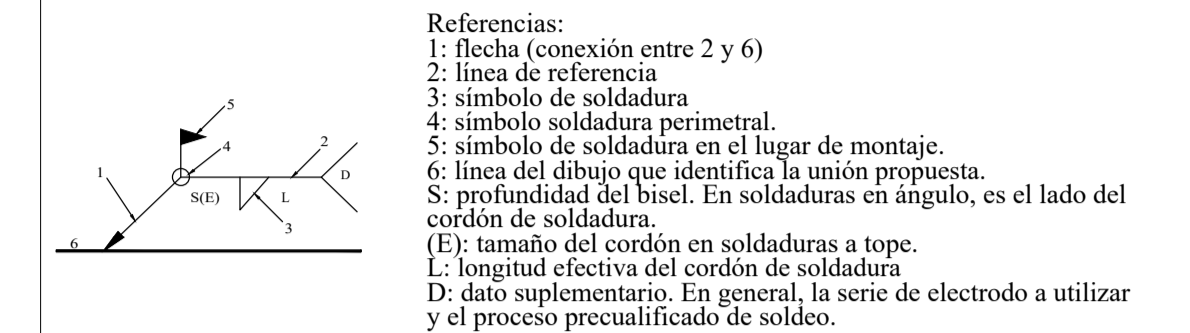 5
4
2
1
D
S(E)
L
3
6
Referencias:
1: flecha (conexión entre 2 y 6)
2: línea de referencia
3: símbolo de soldadura
4: símbolo soldadura perimetral.
5: símbolo de soldadura en el lugar de montaje.
6: línea del dibujo que identifica la unión propuesta.
S: profundidad del bisel. En soldaduras en ángulo, es el lado del
cordón de soldadura.
(E): tamaño del cordón en soldaduras a tope.
L: longitud efectiva del cordón de soldadura
D: dato suplementario. En general, la serie de electrodo a utilizar
y el proceso precualificado de soldeo.